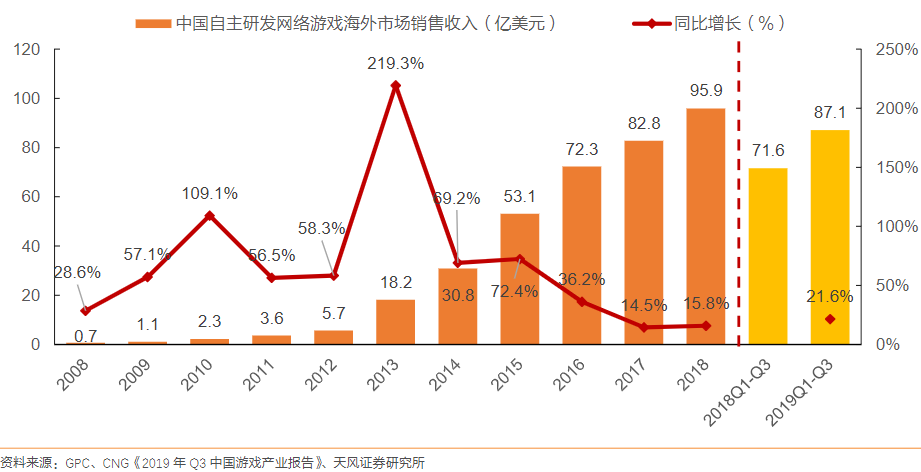 中国自主研发网络游戏海外市场销售收入（亿美元） 同比增长（%）
120 250%
219.3%
100 95.9 200%
87.1
82.8
80 72.3 71.6
109.1% 150%
60 69.2% 53.1
58.3% 100%
40 57.1% 56.5%
28.6% 30.8 72.4% 36.2% 50%
20 18.2 14.5% 15.8% 21.6%
0.7 1.1 2.3 3.6 5.7
0 0%
2008 2009 2010 2011 2012 2013 2014 2015 2016 2017 2018 2018Q1-Q3 2019Q1-Q3
资料来源：GPC、CNG《2019 年 Q3 中国游戏产业报告》、天风证券研究所